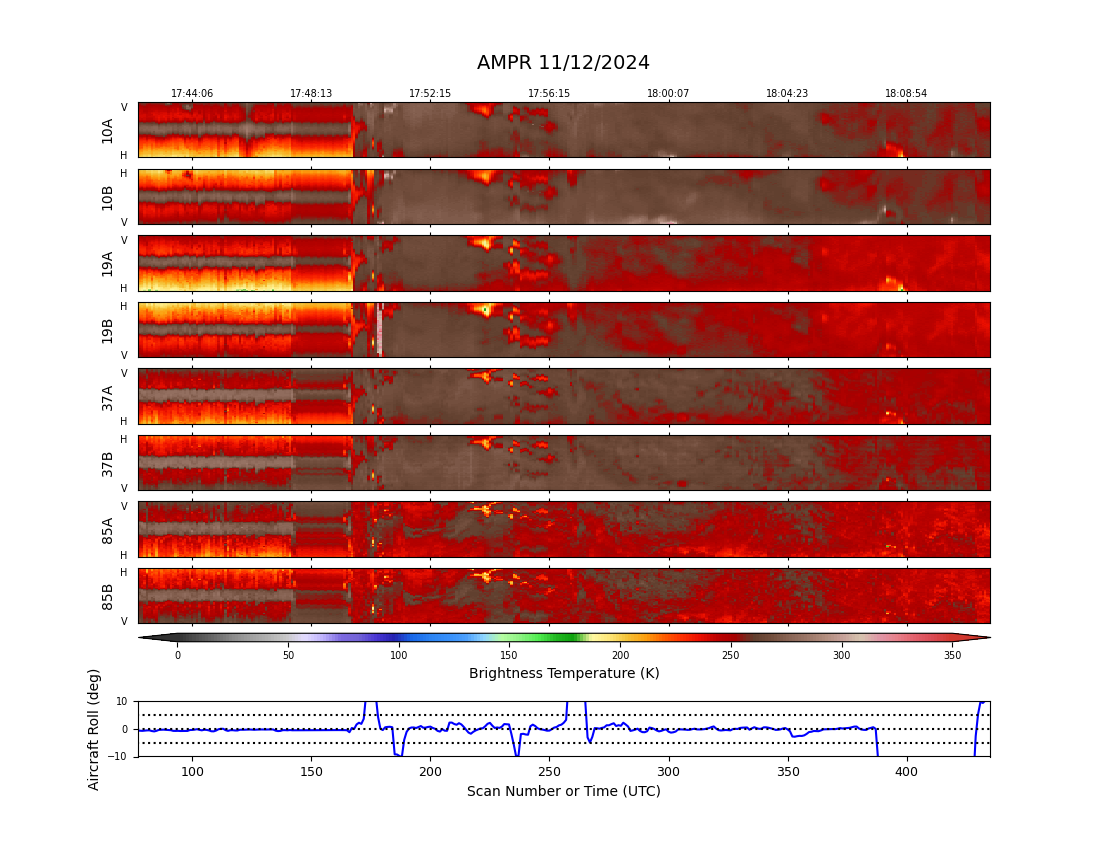 AMPR 11/12/2024
17:44:06 17:48:13 17:52:15 17:56:15 18:00:07 18:04:23 18:08:54
V
10A
H
H
10B
V
V
19A
H
H
19B
V
V
37A
H
H
37B
V
V
85A
H
H
85B
V
0 50 100 150 200 250 300 350
Brightness Temperature (K)
Aircraft Roll (deg)
10
0
−10
100 150 200 250 300 350 400
Scan Number or Time (UTC)